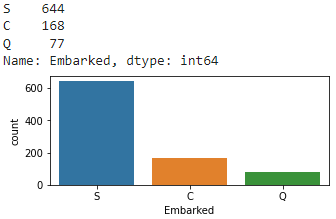 S    644
C    168
Q     77
Name: Embarked, dtype: int64
600
400
200
0
count
S C Q
Embarked